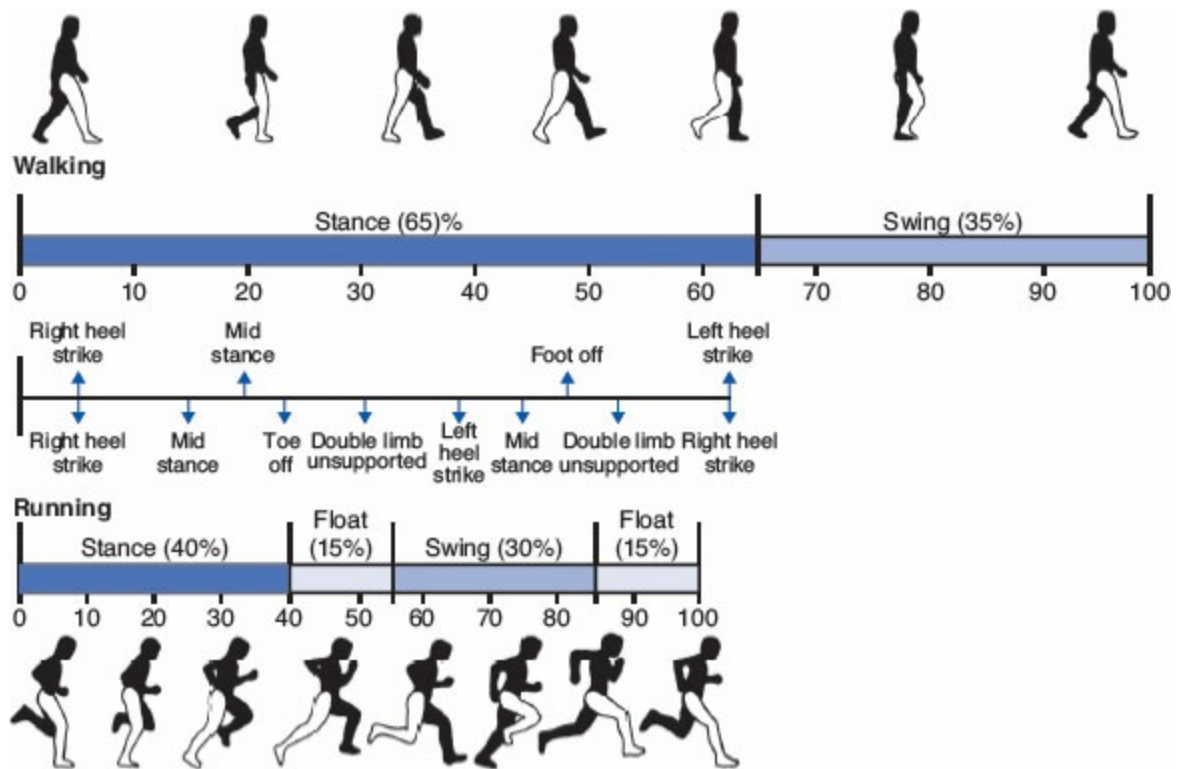 Walking
Stance (65)%
Swing (35%)
0 10 20 30 40 50 60 70 80 90 100
Right heel
strike
Mid
stance
Foot off
Left heel
strike
Right heel
strike
Mid
stance
Toe
off
Double limb
unsupported
Left
heel
strike
Mid
stance
Double limb
unsupported
Right heel
strike
Running
Stance (40%)
Float
(15%)
Swing (30%)
Float
(15%)
0 10 20 30 40 50 60 70 80 90 100